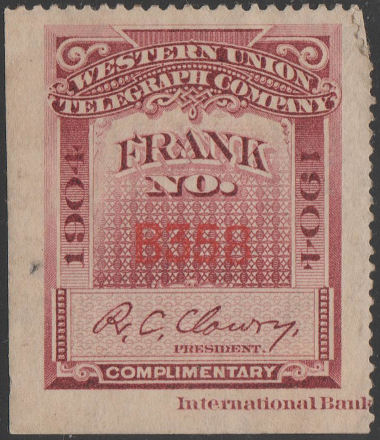 WESTERN UNION
TELEGRAPH COMPANY
FRANK
NO.
1904
1904
B358
R. C. Clowry,
PRESIDENT.
COMPLIMENTARY
International Bank